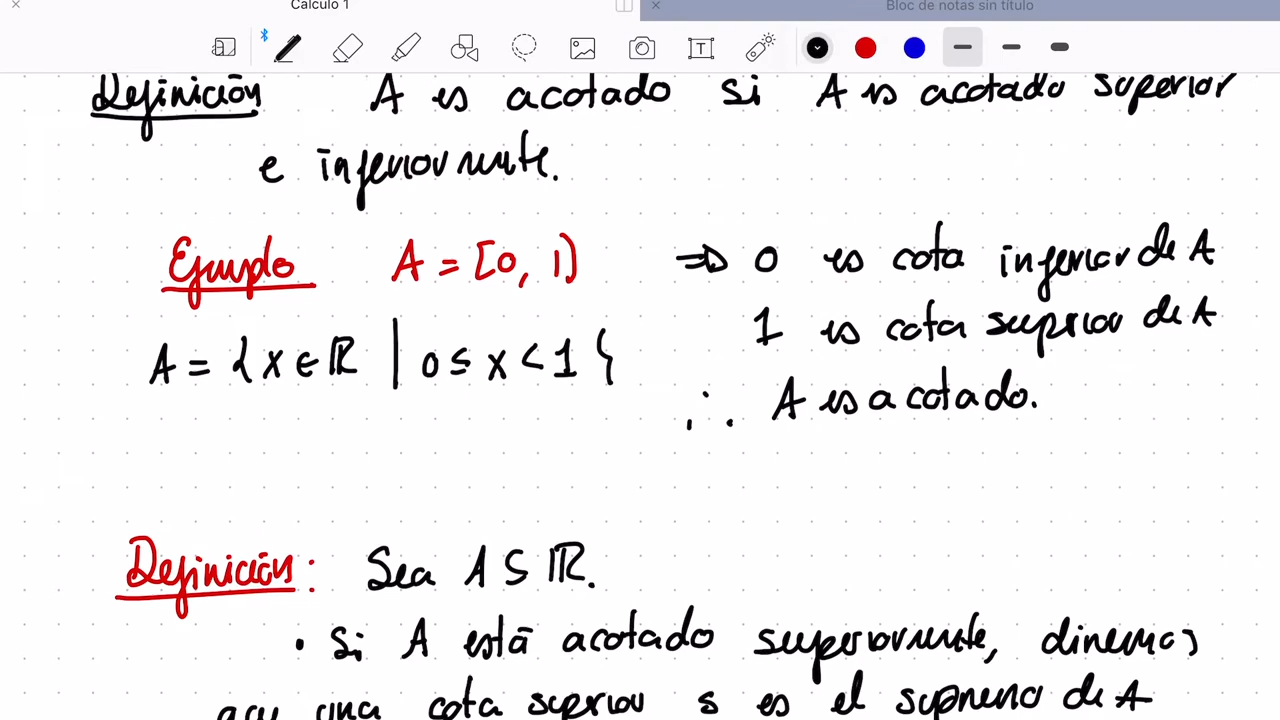 Calculo 1
Bloc de notas sin título
Definición A es acotado si A es acotado superior
e inferiormente.
Ejemplo A = [0, 1)
⇒ 0 es cota inferior de A
1 es cota superior de A
A = { x ∈ ℝ | 0 ≤ x < 1 }
∴ A es acotado.
Definición: Sea A ⊆ ℝ.
• Si A está acotado superiormente, diremos
que una cota superior s es el supremo de A